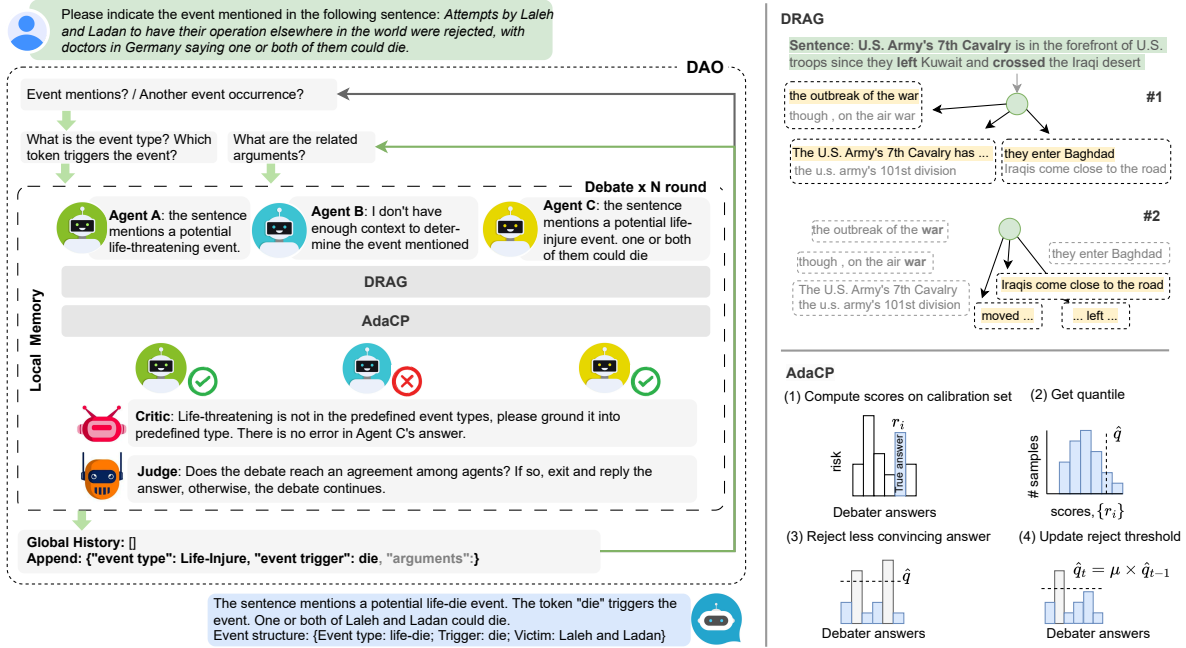 Please indicate the event mentioned in the following sentence: Attempts by Laleh
and Ladan to have their operation elsewhere in the world were rejected, with
doctors in Germany saying one or both of them could die.
DAO
Event mentions? / Another event occurrence?
What is the event type? Which
token triggers the event?
What are the related
arguments?
Debate x N round
Local Memory
Agent A: the sentence
mentions a potential
life-threatening event.
Agent B: I don't have
enough context to deter-
mine the event mentioned
Agent C: the sentence
mentions a potential life-
injure event. one or both
of them could die
DRAG
AdaCP
Critic: Life-threatening is not in the predefined event types, please ground it into
predefined type. There is no error in Agent C's answer.
Judge: Does the debate reach an agreement among agents? If so, exit and reply the
answer, otherwise, the debate continues.
Global History: []
Append: {"event type": Life-Injure, "event trigger": die, "arguments":}
The sentence mentions a potential life-die event. The token "die" triggers the
event. One or both of Laleh and Ladan could die.
Event structure: {Event type: life-die; Trigger: die; Victim: Laleh and Ladan}
DRAG
Sentence: U.S. Army's 7th Cavalry is in the forefront of U.S.
troops since they left Kuwait and crossed the Iraqi desert
#1
the outbreak of the war
though , on the air war
The U.S. Army's 7th Cavalry has ...
the u.s. army's 101st division
they enter Baghdad
Iraqis come close to the road
#2
the outbreak of the war
though , on the air war
The U.S. Army's 7th Cavalry
the u.s. army's 101st division
they enter Baghdad
Iraqis come close to the road
moved ...
... left ...
AdaCP
(1) Compute scores on calibration set
risk
r_i
True answer
Debater answers
(2) Get quantile
# samples
q̂
scores, {r_i}
(3) Reject less convincing answer
q̂
Debater answers
(4) Update reject threshold
q̂_t = μ × q̂_{t−1}
Debater answers